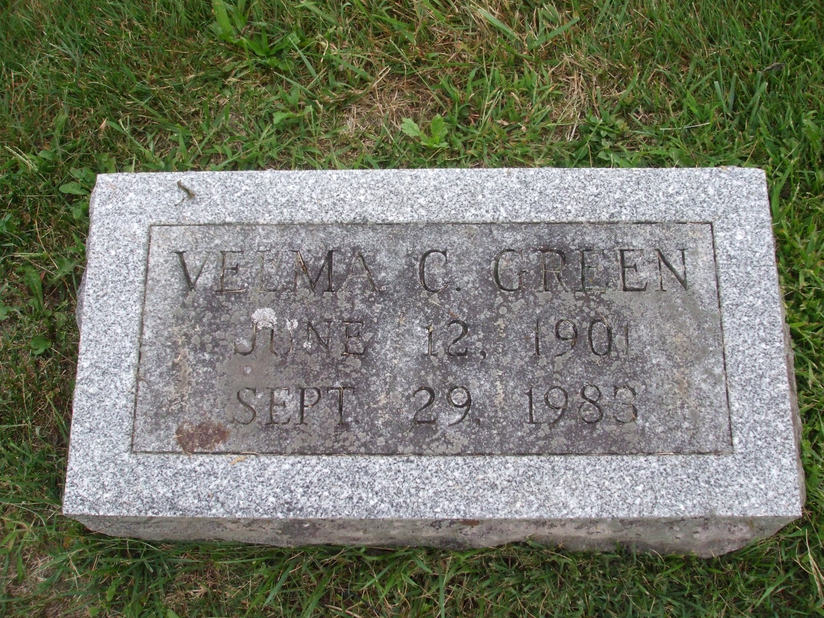 VELMA C. GREEN
JUNE 12, 1901
SEPT 29, 1983